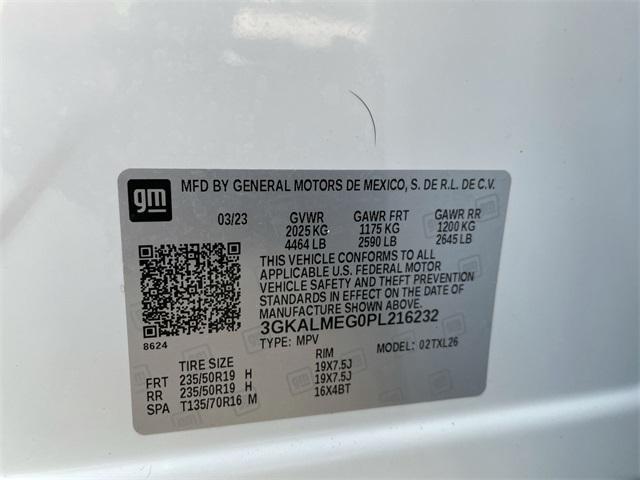 gm MFD BY GENERAL MOTORS DE MEXICO, S. DE R.L. DE C.V.
03/23 GVWR GAWR FRT GAWR RR
2025 KG 1175 KG 1200 KG
4464 LB 2590 LB 2645 LB
THIS VEHICLE CONFORMS TO ALL
APPLICABLE U.S. FEDERAL MOTOR
VEHICLE SAFETY AND THEFT PREVENTION
STANDARDS IN EFFECT ON THE DATE OF
MANUFACTURE SHOWN ABOVE.
3GKALMEG0PL216232
8624 TYPE: MPV MODEL: 02TXL26
TIRE SIZE RIM
FRT 235/50R19 H 19X7.5J
RR 235/50R19 H 19X7.5J
SPA T135/70R16 M 16X4BT